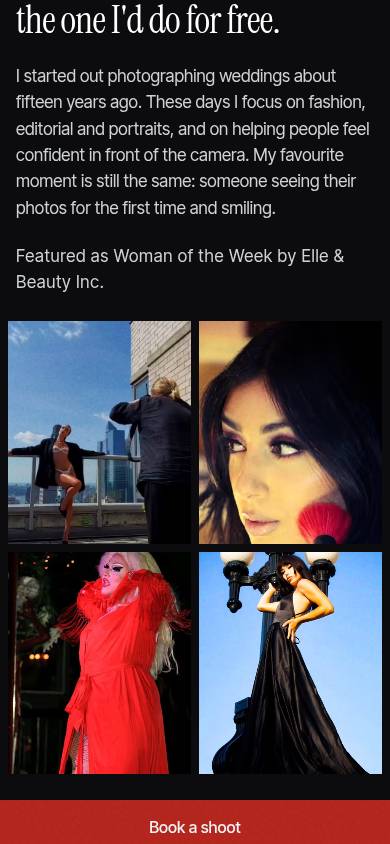 the one I'd do for free.
I started out photographing weddings about
fifteen years ago. These days I focus on fashion,
editorial and portraits, and on helping people feel
confident in front of the camera. My favourite
moment is still the same: someone seeing their
photos for the first time and smiling.
Featured as Woman of the Week by Elle &
Beauty Inc.
Book a shoot